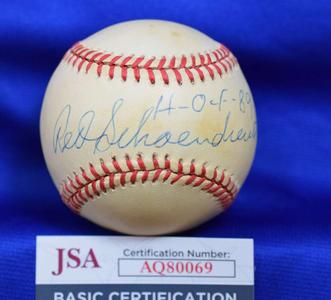 H-O-F-89
Red Schoendienst
JSA
Certification Number:
AQ80069
BASIC CERTIFICATION